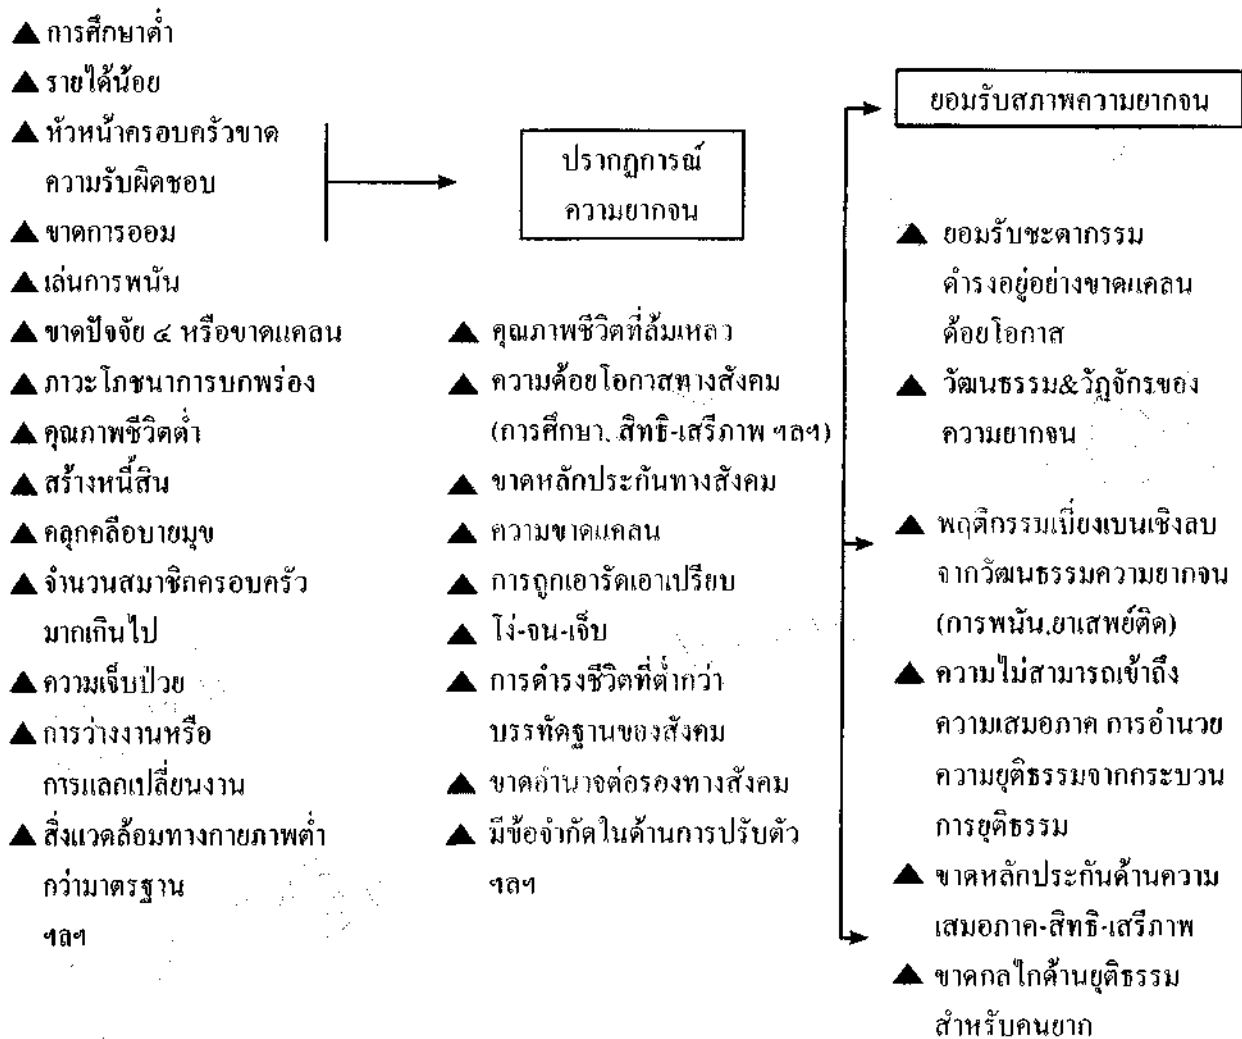 ▲ การศึกษาต่ำ
▲ รายได้น้อย
▲ หัวหน้าครอบครัวขาด
ความรับผิดชอบ
▲ ขาดการออม
▲ เล่นการพนัน
▲ ขาดปัจจัย ๔ หรือขาดแคลน
▲ ภาวะโภชนาการบกพร่อง
▲ คุณภาพชีวิตต่ำ
▲ สร้างหนี้สิน
▲ คลุกคลีอบายมุข
▲ จำนวนสมาชิกครอบครัว
มากเกินไป
▲ ความเจ็บป่วย
▲ การว่างงานหรือ
การแลกเปลี่ยนงาน
▲ สิ่งแวดล้อมทางกายภาพต่ำ
กว่ามาตรฐาน
ฯลฯ
ปรากฏการณ์
ความยากจน
▲ คุณภาพชีวิตที่ล้มเหลว
▲ ความด้อยโอกาสทางสังคม
(การศึกษา, สิทธิ-เสรีภาพ ฯลฯ)
▲ ขาดหลักประกันทางสังคม
▲ ความขาดแคลน
▲ การถูกเอารัดเอาเปรียบ
▲ โง่-จน-เจ็บ
▲ การดำรงชีวิตที่ต่ำกว่า
บรรทัดฐานของสังคม
▲ ขาดอำนาจต่อรองทางสังคม
▲ มีข้อจำกัดในด้านการปรับตัว
ฯลฯ
ยอมรับสภาพความยากจน
▲ ยอมรับชะตากรรม
ดำรงอยู่อย่างขาดแคลน
ด้อยโอกาส
▲ วัฒนธรรม&วัฏจักรของ
ความยากจน
▲ พฤติกรรมเบี่ยงเบนเชิงลบ
จากวัฒนธรรมความยากจน
(การพนัน,ยาเสพย์ติด)
▲ ความไม่สามารถเข้าถึง
ความเสมอภาค การอำนวย
ความยุติธรรมจากกระบวน
การยุติธรรม
▲ ขาดหลักประกันด้านความ
เสมอภาค-สิทธิ-เสรีภาพ
▲ ขาดกลไกด้านยุติธรรม
สำหรับคนยาก